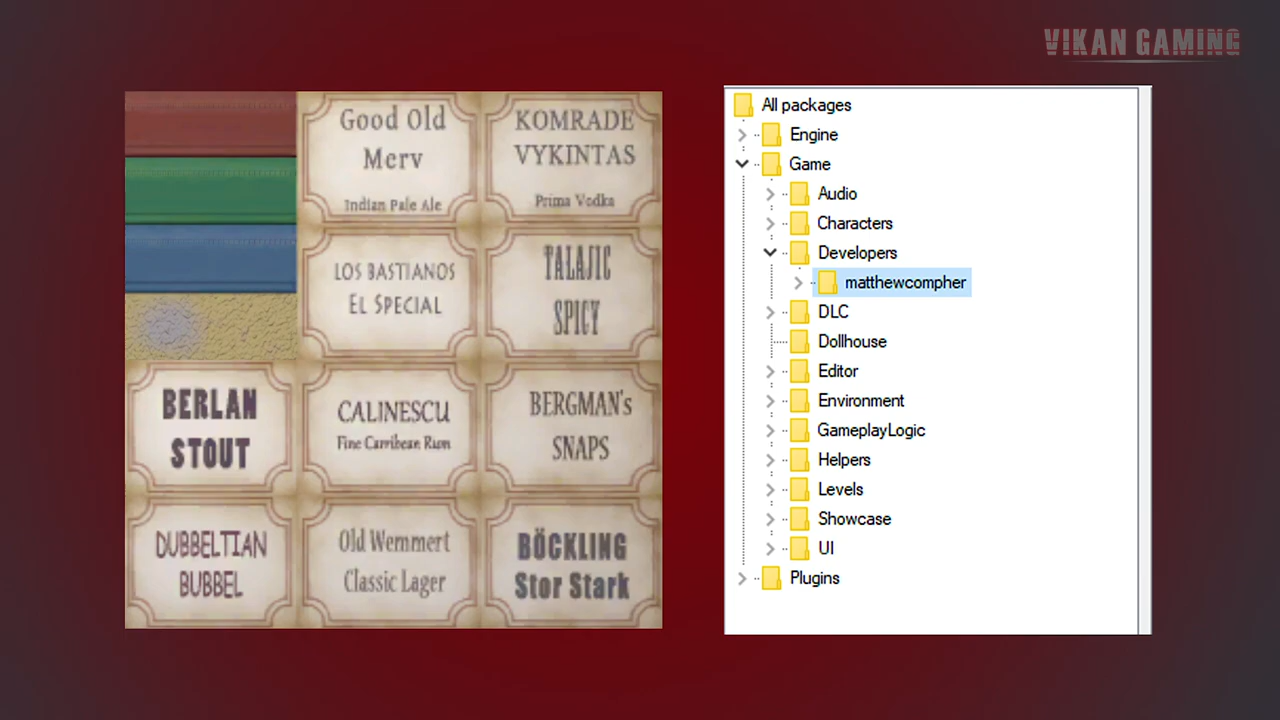 VIKAN GAMING
Good Old
Merv
Indian Pale Ale
KOMRADE
VYKINTAS
Prima Vodka
LOS BASTIANOS
EL SPECIAL
TALAJIC
SPICY
BERLAN
STOUT
CALINESCU
Fine Carribean Rum
BERGMAN's
SNAPS
DUBBELTIAN
BUBBEL
Old Wemmert
Classic Lager
BÖCKLING
Stor Stark
All packages
Engine
Game
Audio
Characters
Developers
matthewcompher
DLC
Dollhouse
Editor
Environment
GameplayLogic
Helpers
Levels
Showcase
UI
Plugins